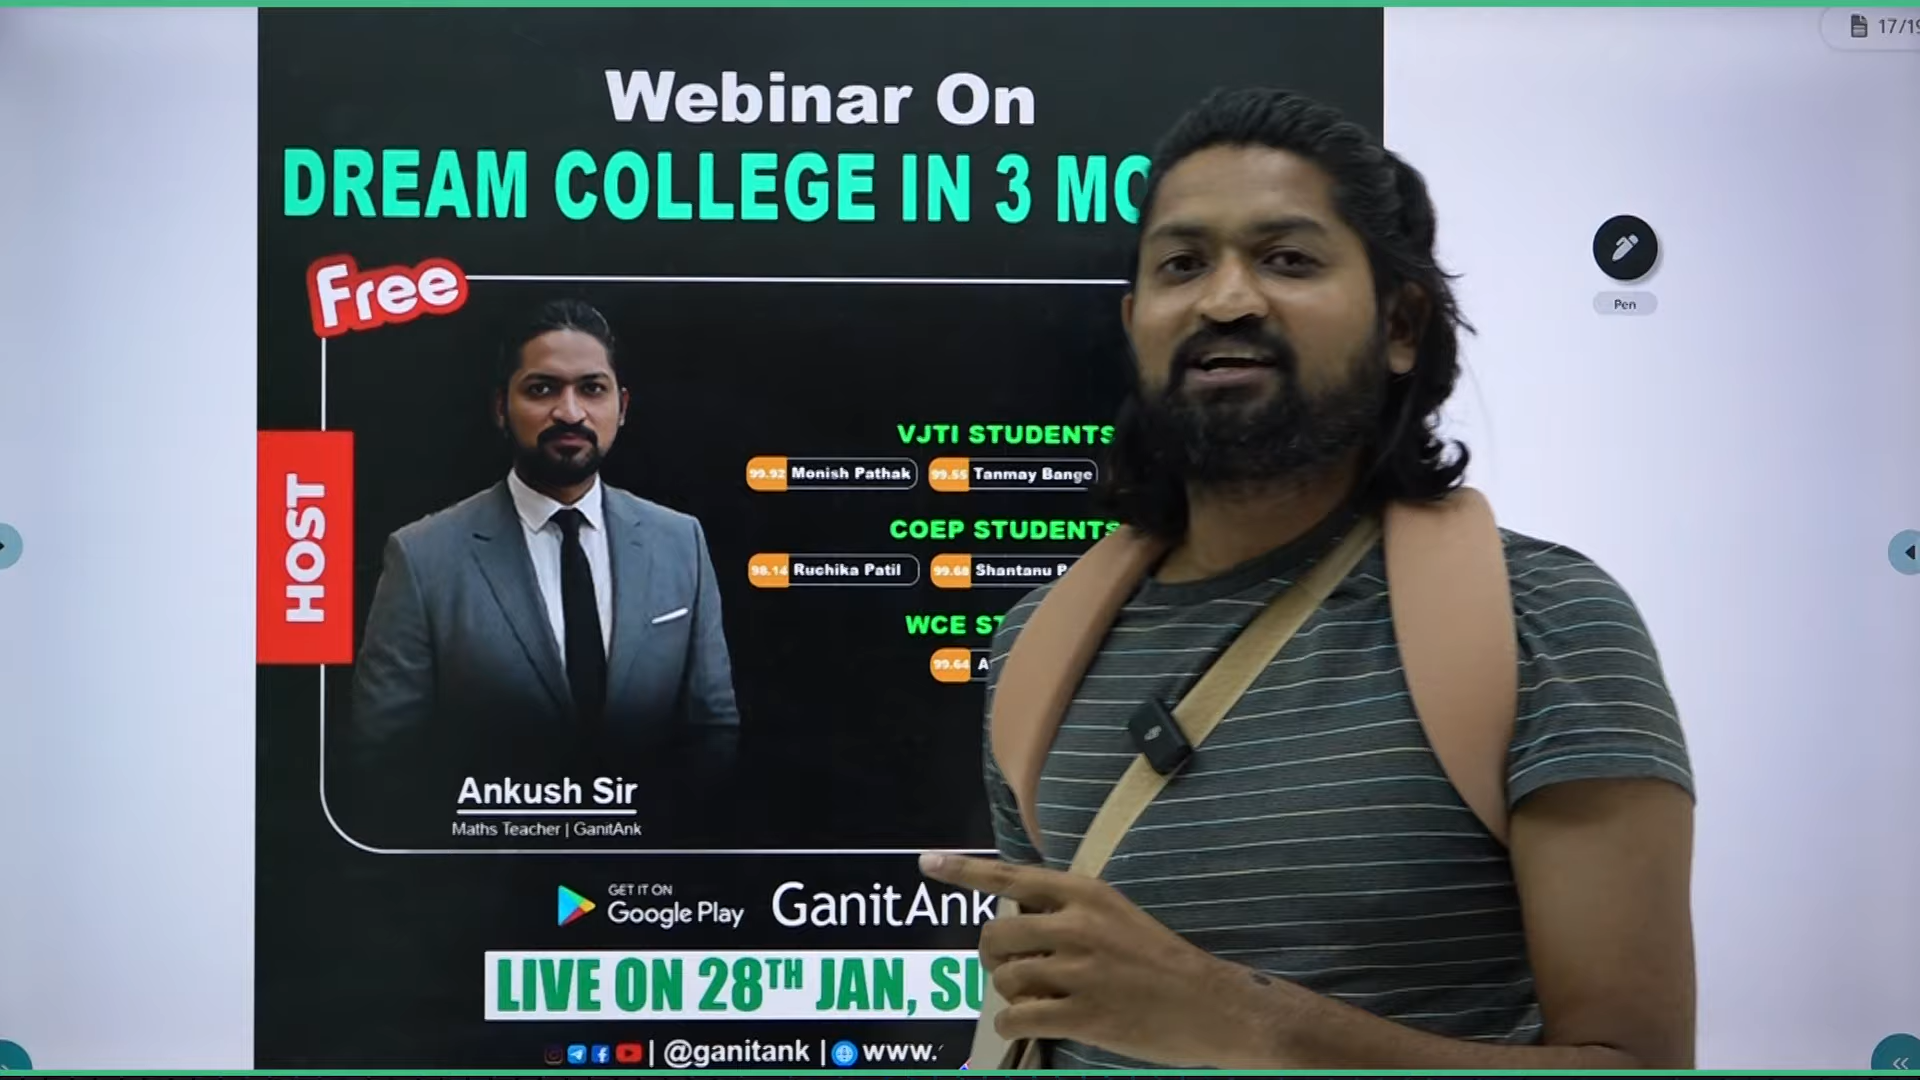 17/19
Webinar On
DREAM COLLEGE IN 3 MO
Free
Pen
HOST
VJTI STUDENTS
99.92 Monish Pathak 99.55 Tanmay Bange
COEP STUDENTS
98.14 Ruchika Patil 99.68 Shantanu P
WCE ST
99.64 A
Ankush Sir
Maths Teacher | GanitAnk
GET IT ON
Google Play
GanitAnk
LIVE ON 28TH JAN, SU
| @ganitank | www.